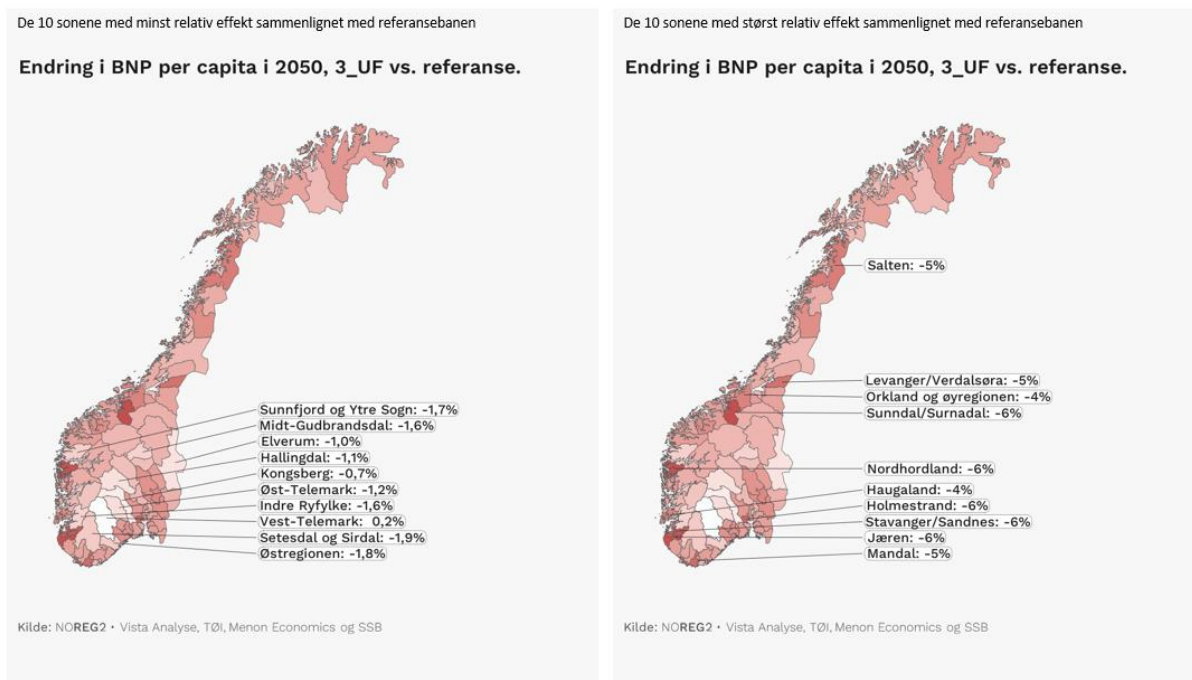 De 10 sonene med minst relativ effekt sammenlignet med referansebanen
Endring i BNP per capita i 2050, 3_UF vs. referanse.
Sunnfjord og Ytre Sogn: -1,7%
Midt-Gudbrandsdal: -1,6%
Elverum: -1,0%
Hallingdal: -1,1%
Kongsberg: -0,7%
Øst-Telemark: -1,2%
Indre Ryfylke: -1,6%
Vest-Telemark: 0,2%
Setesdal og Sirdal: -1,9%
Østregionen: -1,8%
Kilde: NOREG2 • Vista Analyse, TØI, Menon Economics og SSB
De 10 sonene med størst relativ effekt sammenlignet med referansebanen
Endring i BNP per capita i 2050, 3_UF vs. referanse.
Salten: -5%
Levanger/Verdalsøra: -5%
Orkland og øyregionen: -4%
Sunndal/Surnadal: -6%
Nordhordland: -6%
Haugaland: -4%
Holmestrand: -6%
Stavanger/Sandnes: -6%
Jæren: -6%
Mandal: -5%
Kilde: NOREG2 • Vista Analyse, TØI, Menon Economics og SSB